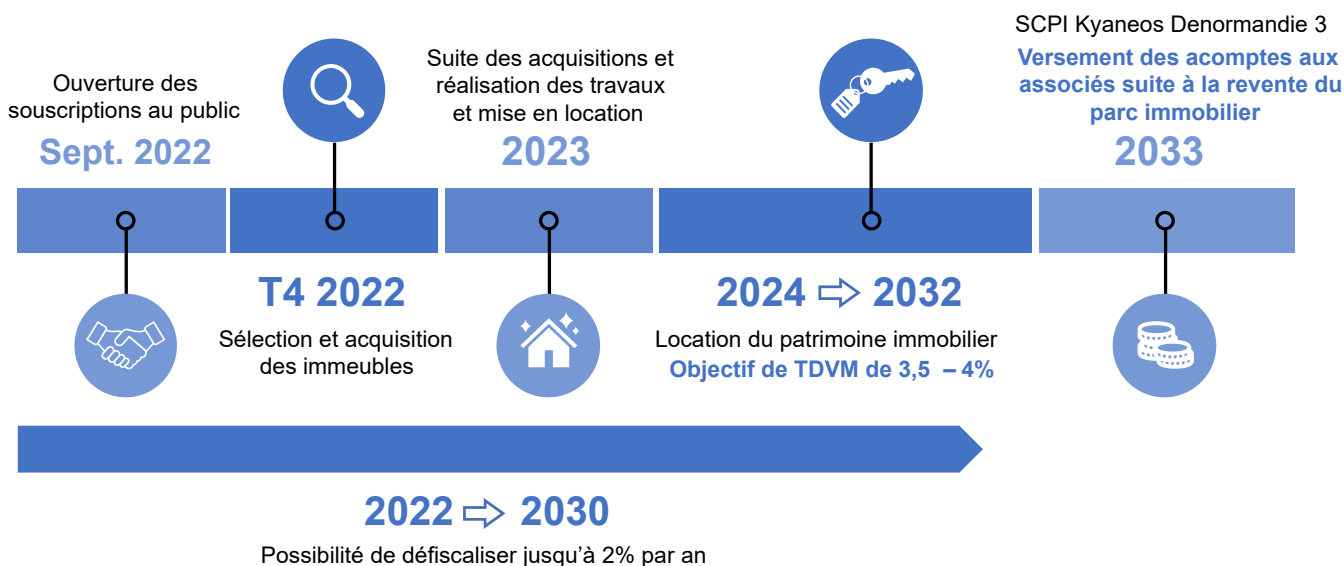 Ouverture des
souscriptions au public
Sept. 2022
T4 2022
Sélection et acquisition
des immeubles
Suite des acquisitions et
réalisation des travaux
et mise en location
2023
2024 ⇨ 2032
Location du patrimoine immobilier
Objectif de TDVM de 3,5 – 4%
SCPI Kyaneos Denormandie 3
Versement des acomptes aux
associés suite à la revente du
parc immobilier
2033
2022 ⇨ 2030
Possibilité de défiscaliser jusqu'à 2% par an